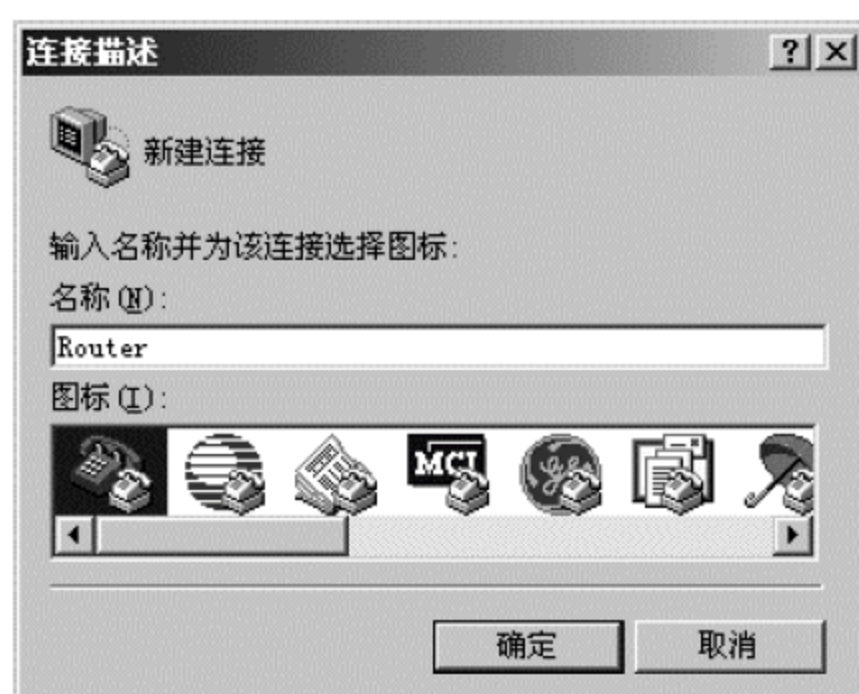 连接描述
新建连接
输入名称并为该连接选择图标:
名称(N):
Router
图标(I):
MCI
确定
取消